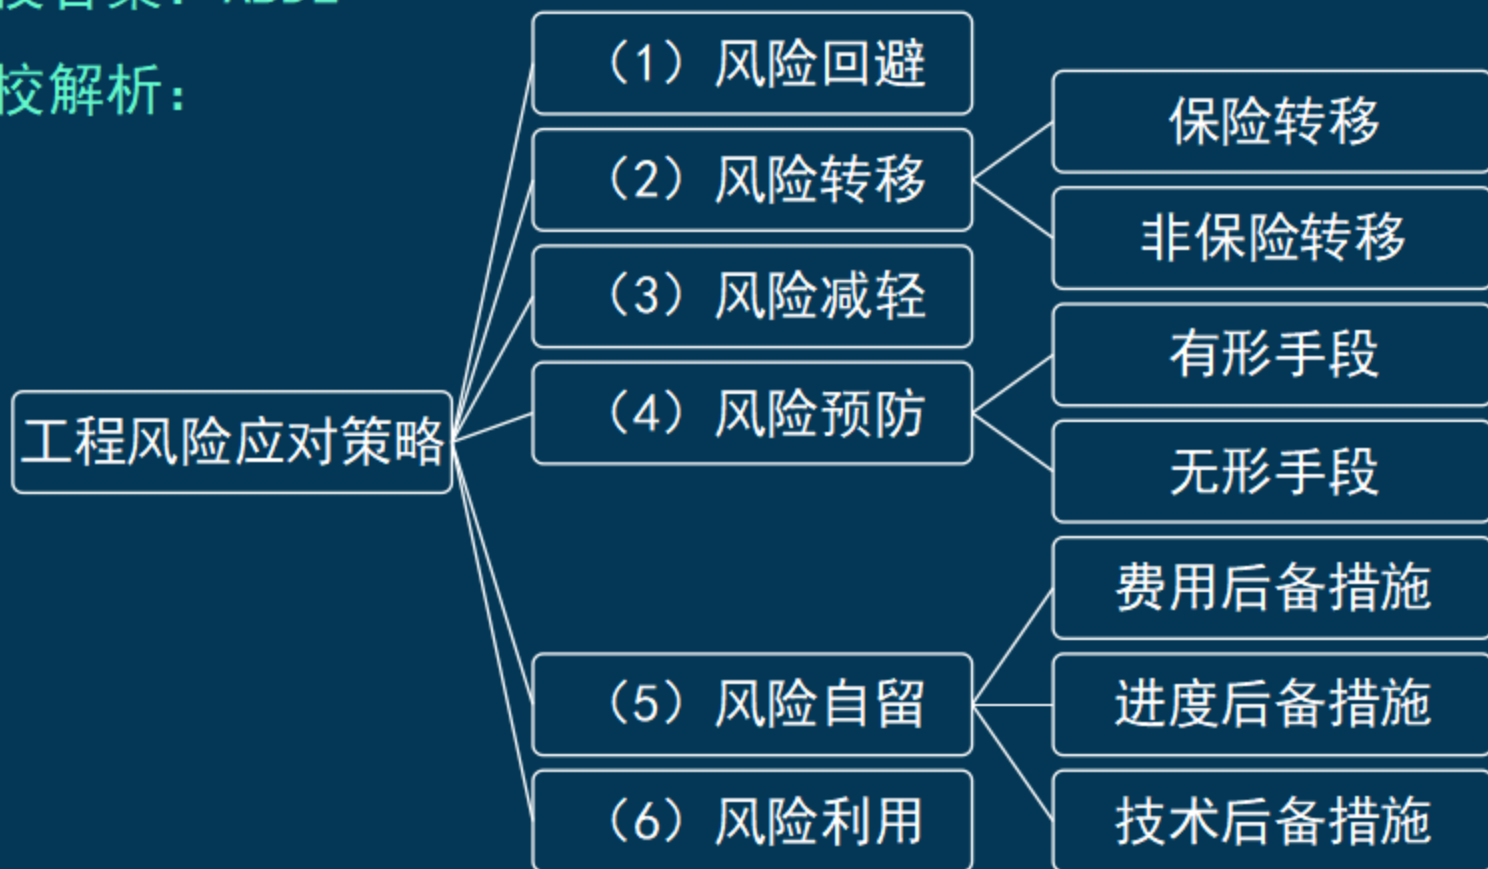 校解析：
工程风险应对策略
（1）风险回避
（2）风险转移
保险转移
非保险转移
（3）风险减轻
（4）风险预防
有形手段
无形手段
（5）风险自留
费用后备措施
进度后备措施
技术后备措施
（6）风险利用